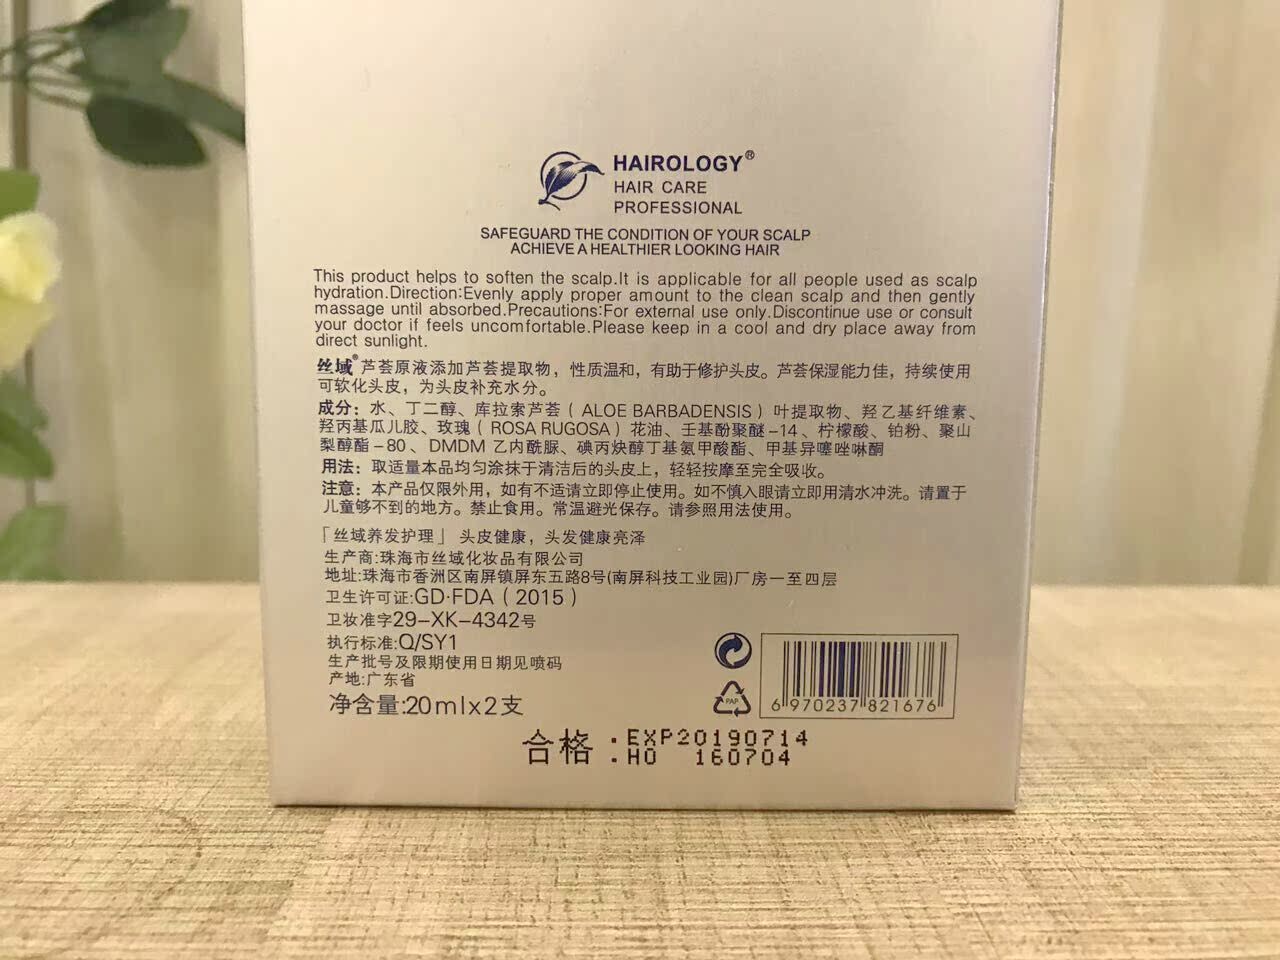 HAIROLOGY®
HAIR CARE
PROFESSIONAL
SAFEGUARD THE CONDITION OF YOUR SCALP
ACHIEVE A HEALTHIER LOOKING HAIR
This product helps to soften the scalp.It is applicable for all people used as scalp
hydration.Direction:Evenly apply proper amount to the clean scalp and then gently
massage until absorbed.Precautions:For external use only.Discontinue use or consult
your doctor if feels uncomfortable.Please keep in a cool and dry place away from
direct sunlight.
丝域®芦荟原液添加芦荟提取物，性质温和，有助于修护头皮。芦荟保湿能力佳，持续使用
可软化头皮，为头皮补充水分。
成分：水、丁二醇、库拉索芦荟（ALOE BARBADENSIS）叶提取物、羟乙基纤维素、
羟丙基瓜儿胶、玫瑰（ROSA RUGOSA）花油、壬基酚聚醚-14、柠檬酸、铂粉、聚山
梨醇酯-80、DMDM 乙内酰脲、碘丙炔醇丁基氨甲酸酯、甲基异噻唑啉酮
用法：取适量本品均匀涂抹于清洁后的头皮上，轻轻按摩至完全吸收。
注意：本产品仅限外用，如有不适请立即停止使用。如不慎入眼请立即用清水冲洗。请置于
儿童够不到的地方。禁止食用。常温避光保存。请参照用法使用。
「丝域养发护理」头皮健康，头发健康亮泽
生产商:珠海市丝域化妆品有限公司
地址:珠海市香洲区南屏镇屏东五路8号(南屏科技工业园)厂房一至四层
卫生许可证:GD·FDA（2015）
卫妆准字29-XK-4342号
执行标准:Q/SY1
生产批号及限期使用日期见喷码
产地:广东省
净含量:20mlx2支
PAP
6 970237 821676
合格：EXP20190714
HO 160704